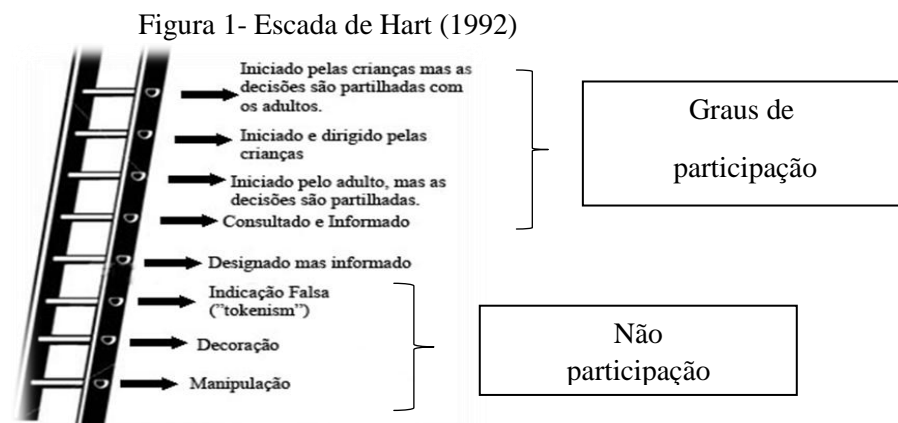 Figura 1- Escada de Hart (1992)
Iniciado pelas crianças mas as
decisões são partilhadas com
os adultos.
Iniciado e dirigido pelas
crianças
Iniciado pelo adulto, mas as
decisões são partilhadas.
Consultado e Informado
Designado mas informado
Indicação Falsa
("tokenism")
Decoração
Manipulação
Graus de
participação
Não
participação